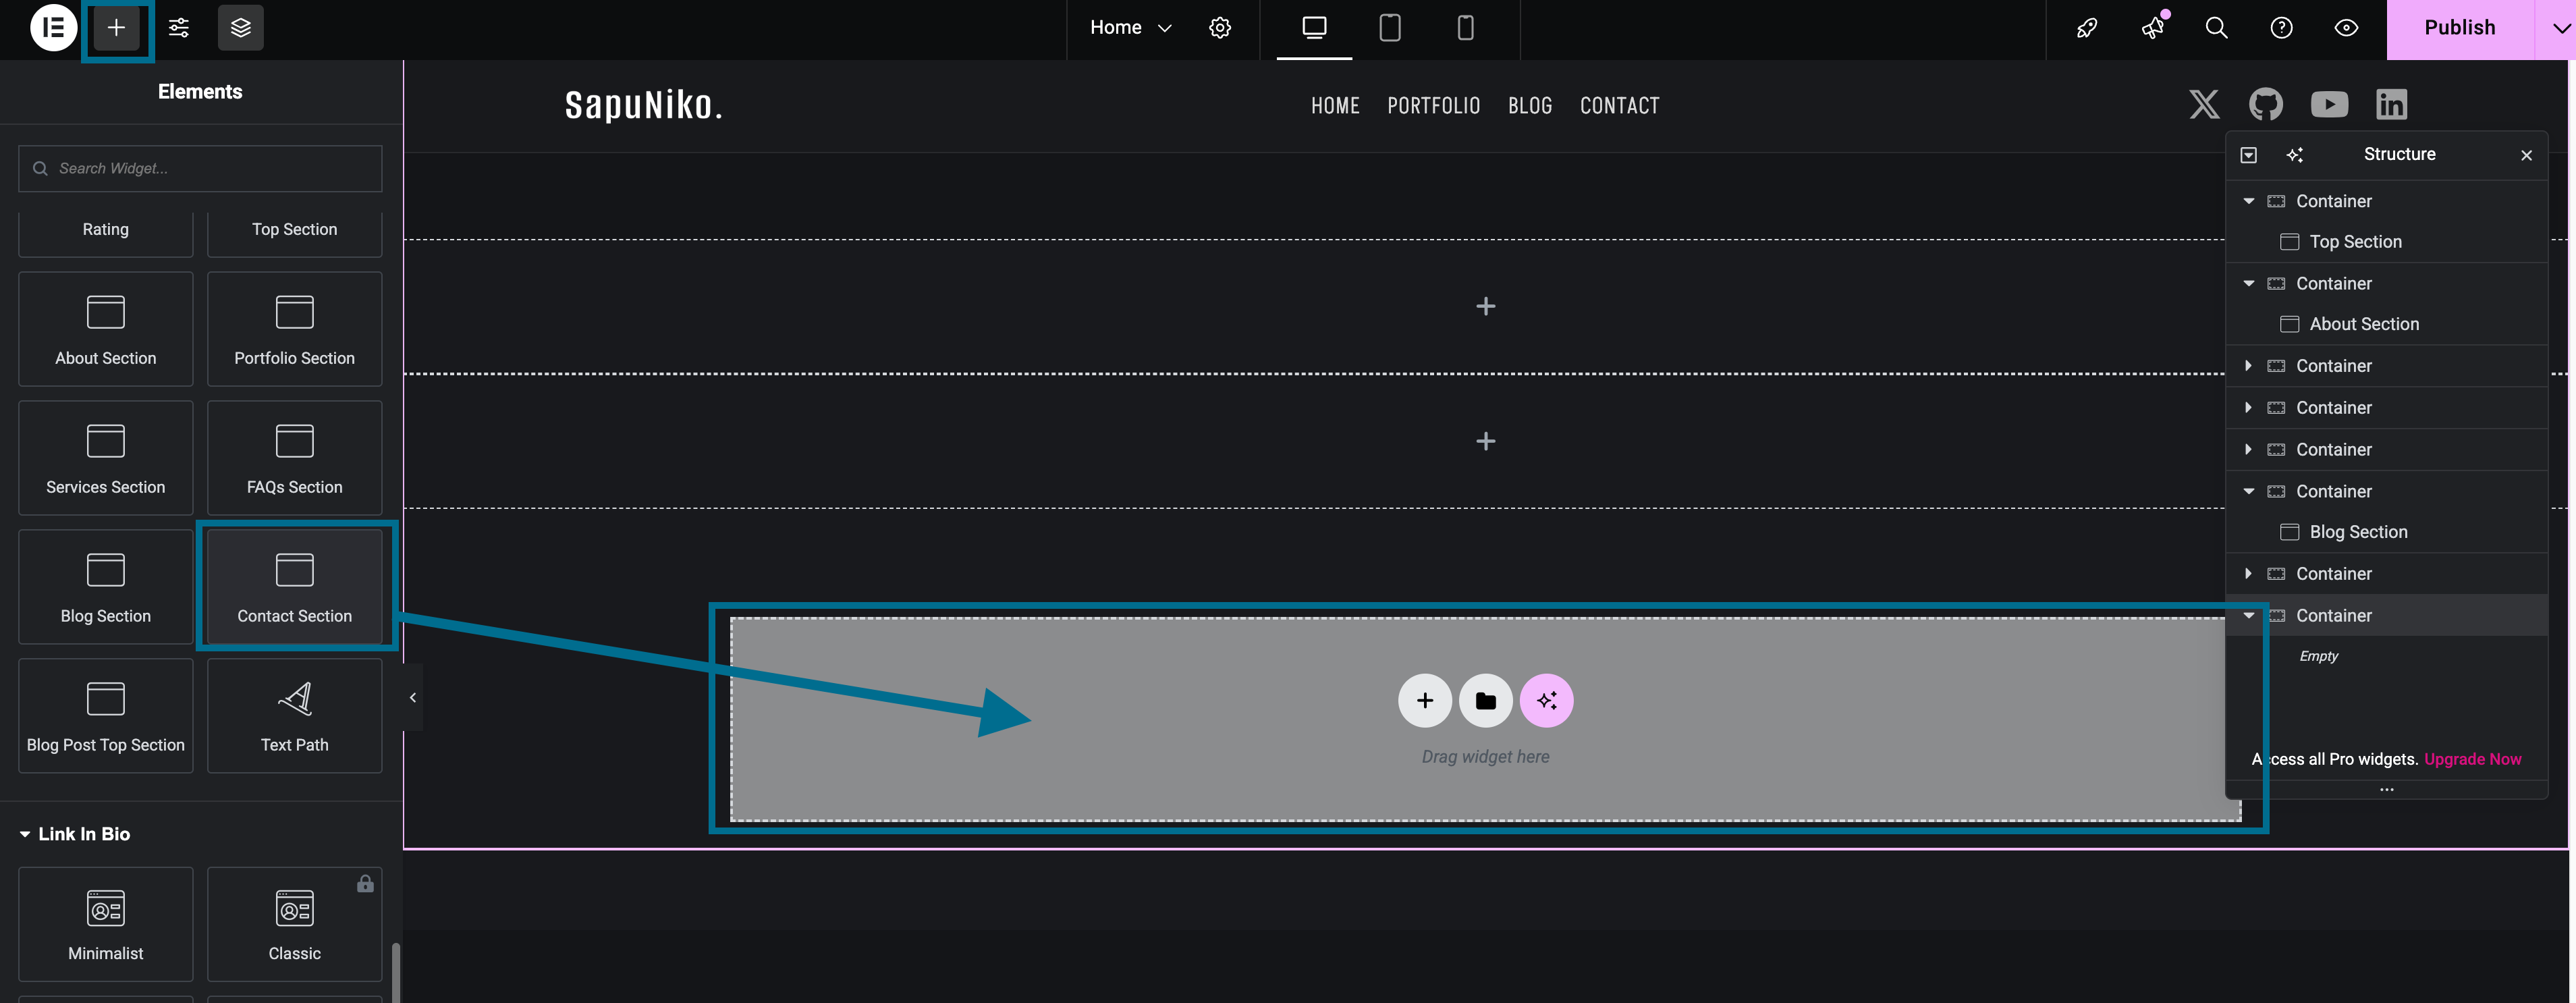 Home
Publish
Elements
Search Widget...
Rating
Top Section
About Section
Portfolio Section
Services Section
FAQs Section
Blog Section
Contact Section
Blog Post Top Section
Text Path
Link In Bio
Minimalist
Classic
SapuNiko.
HOME PORTFOLIO BLOG CONTACT
Drag widget here
Structure
Container
Top Section
Container
About Section
Container
Container
Container
Container
Blog Section
Container
Container
Empty
Access all Pro widgets. Upgrade Now